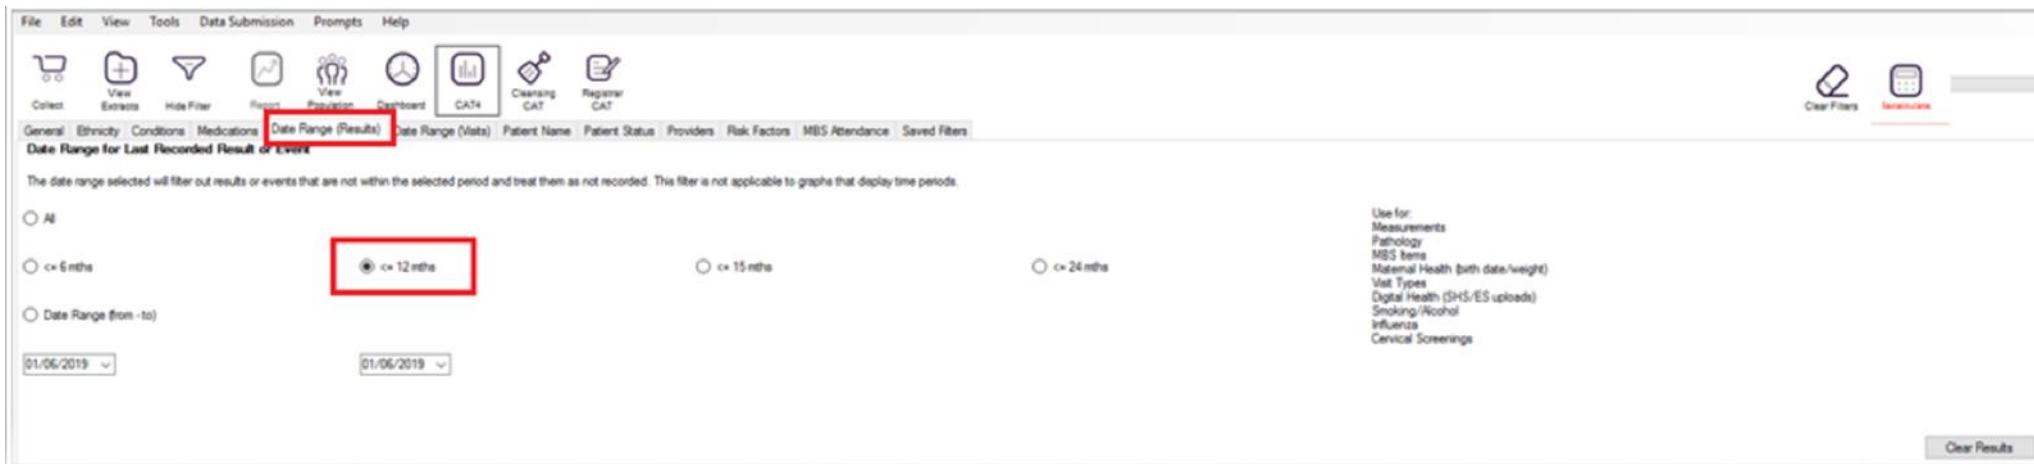 File Edit View Tools Data Submission Prompts Help
Collect View Extracts Hide Filter Report View Population Dashboard CAT4 Cleansing CAT Registrar CAT Clear Filters Recalculate
General Ethnicity Conditions Medications Date Range (Results) Date Range (Visits) Patient Name Patient Status Providers Risk Factors MBS Attendance Saved Filters
Date Range for Last Recorded Result or Event
The date range selected will filter out results or events that are not within the selected period and treat them as not recorded. This filter is not applicable to graphs that display time periods.
All
<= 6 mths <= 12 mths <= 15 mths <= 24 mths
Date Range (from - to)
01/06/2019 01/06/2019
Use for:
Measurements
Pathology
MBS Items
Maternal Health (birth date/weight)
Visit Types
Digital Health (SHS/ES uploads)
Smoking/Alcohol
Influenza
Cervical Screenings
Clear Results